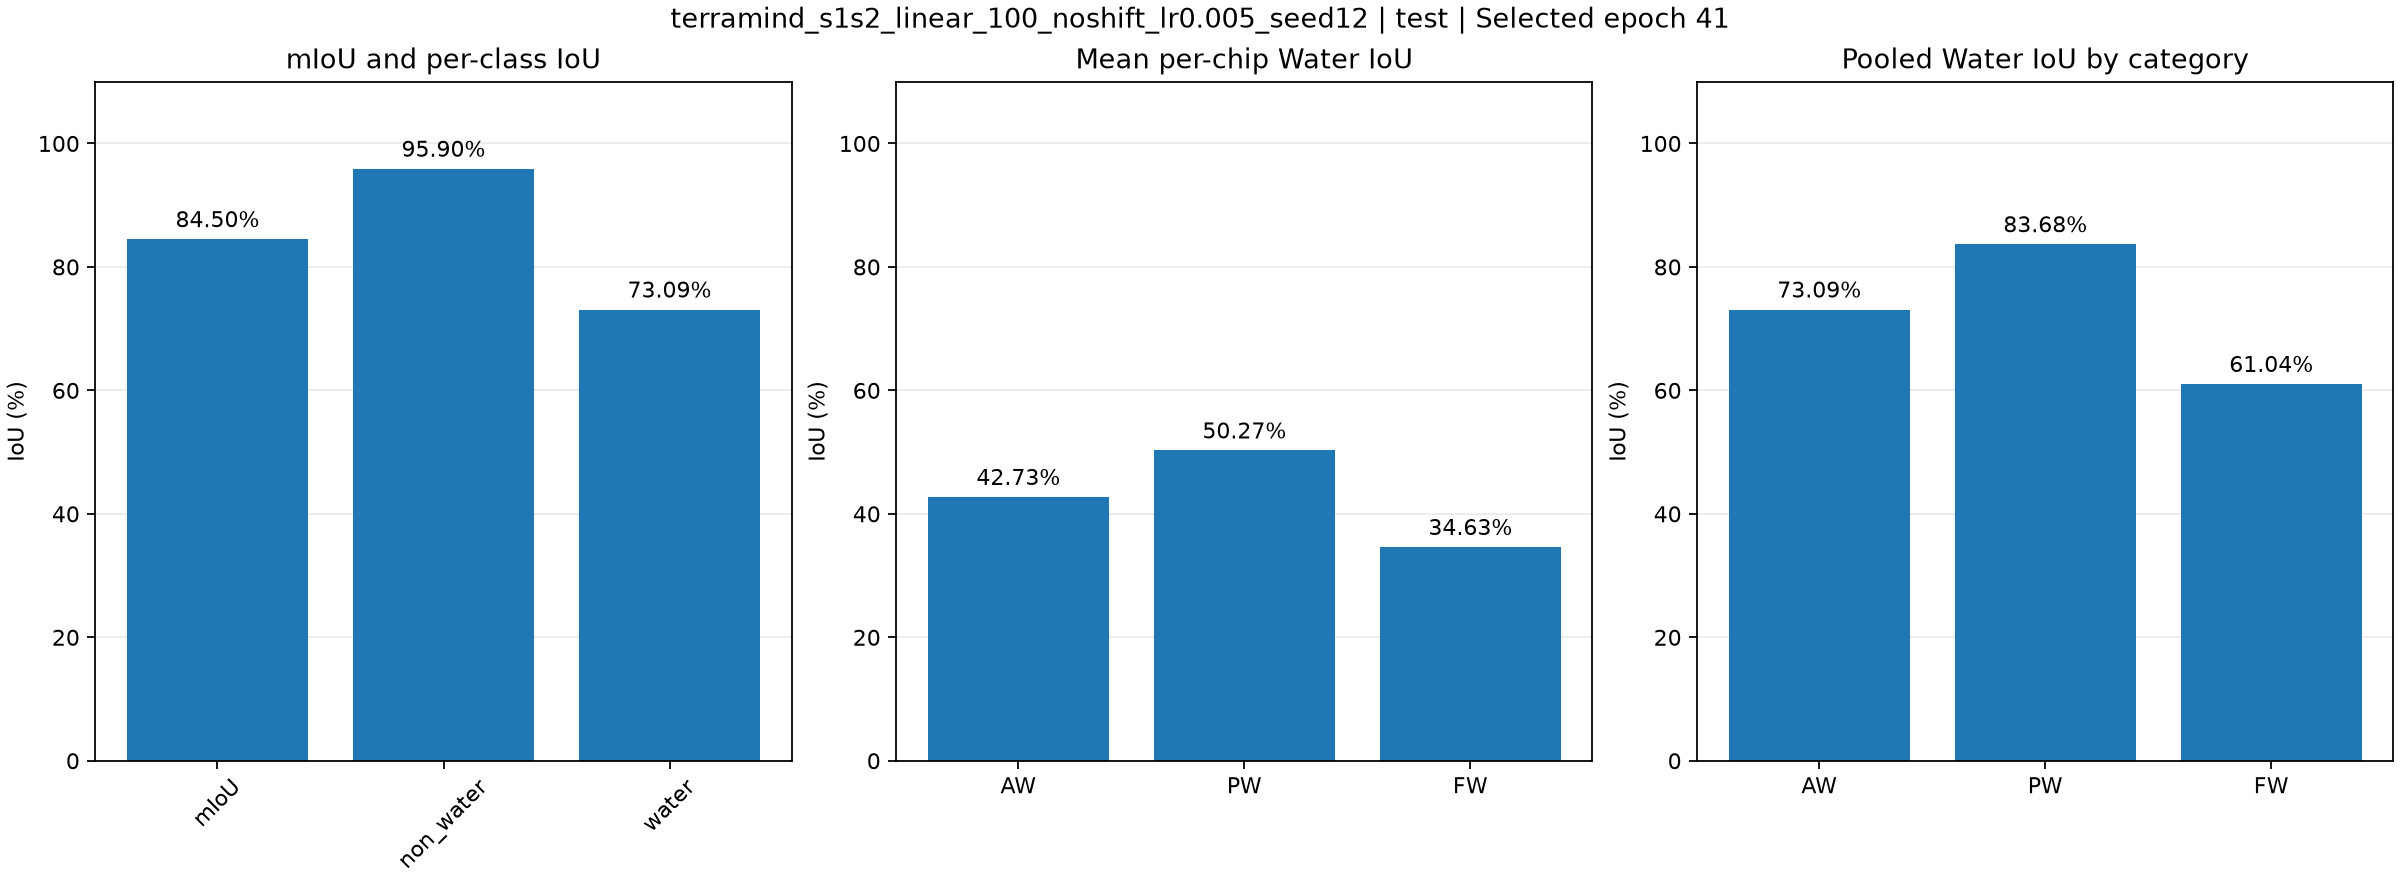 terramind_s1s2_linear_100_noshift_lr0.005_seed12 | test | Selected epoch 41
mIoU and per-class IoU
IoU (%)
100
80
60
40
20
0
84.50%
95.90%
73.09%
mIoU
non_water
water
Mean per-chip Water IoU
IoU (%)
100
80
60
40
20
0
42.73%
50.27%
34.63%
AW
PW
FW
Pooled Water IoU by category
IoU (%)
100
80
60
40
20
0
73.09%
83.68%
61.04%
AW
PW
FW